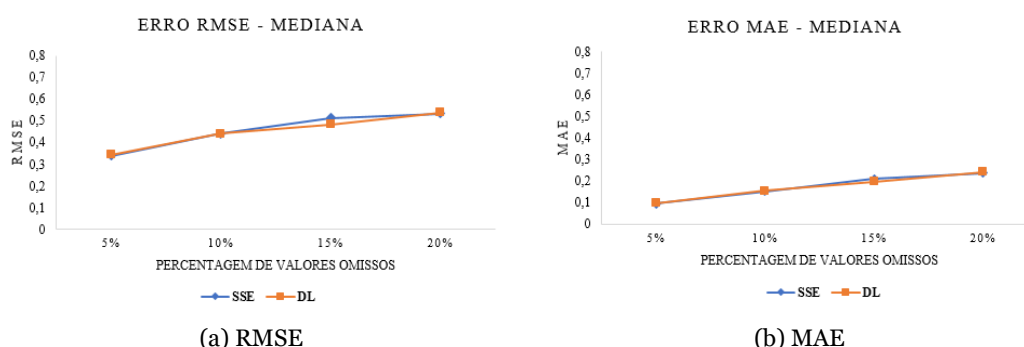 ERRO RMSE - MEDIANA
0,8
0,7
0,6
0,5
0,4
0,3
0,2
0,1
0
RMSE
5% 10% 15% 20%
PERCENTAGEM DE VALORES OMISSOS
SSE DL
(a) RMSE
ERRO MAE - MEDIANA
0,8
0,7
0,6
0,5
0,4
0,3
0,2
0,1
0
MAE
5% 10% 15% 20%
PERCENTAGEM DE VALORES OMISSOS
SSE DL
(b) MAE